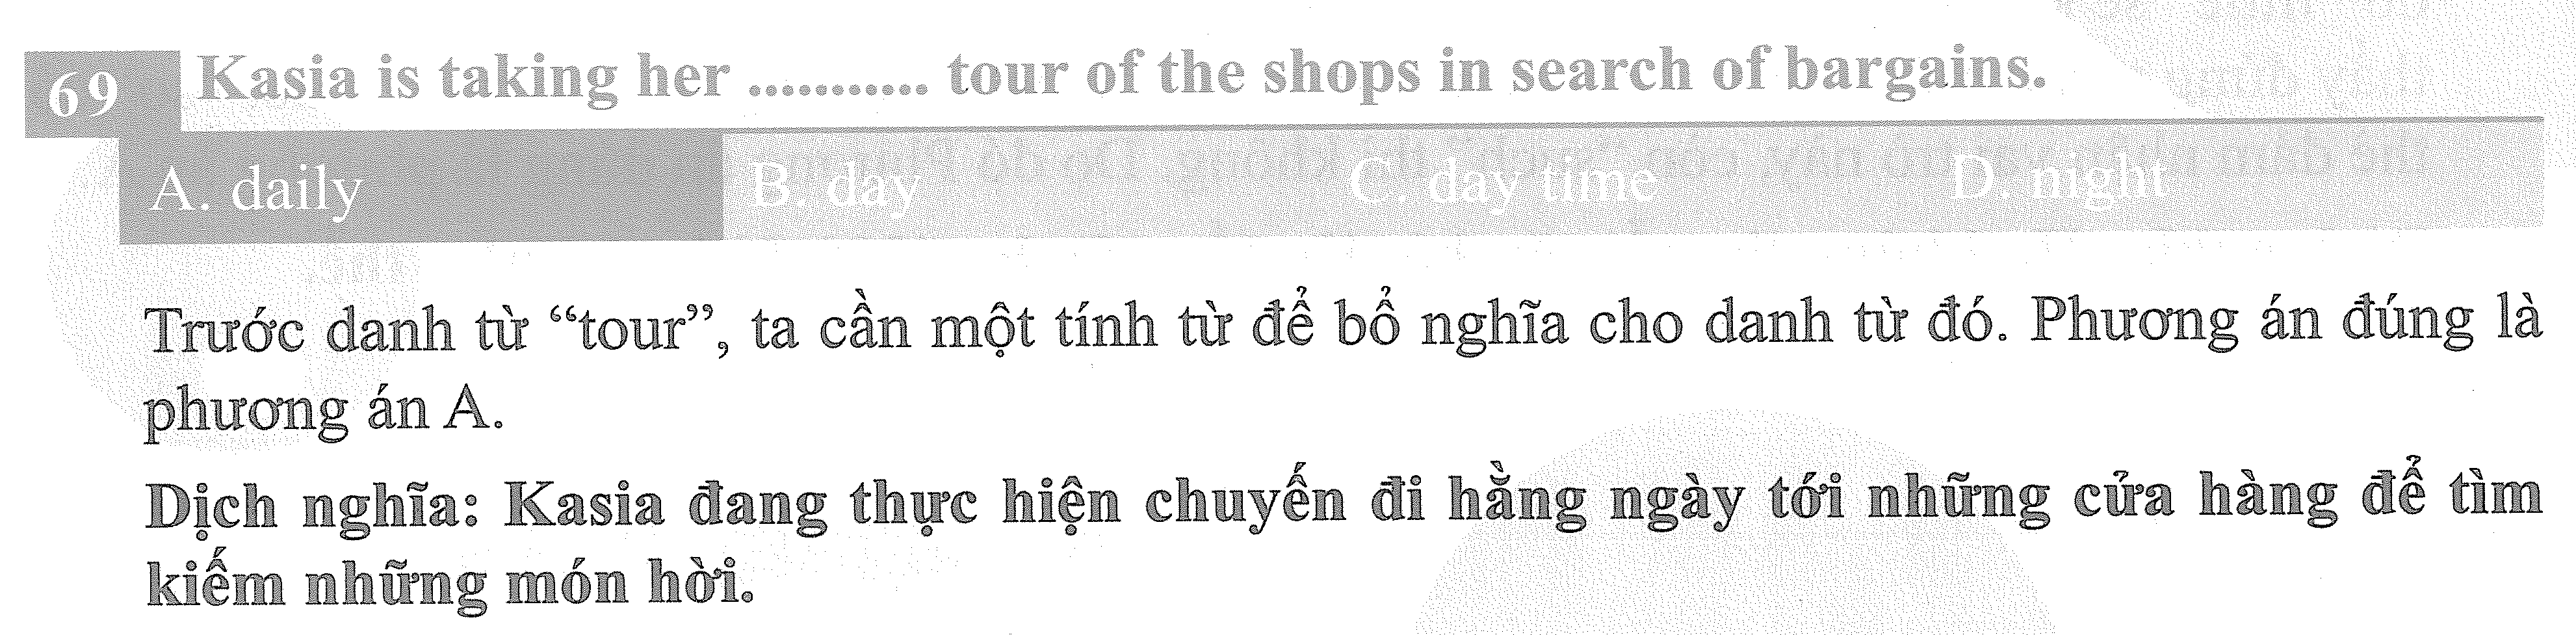 69 Kasia is taking her ........... tour of the shops in search of bargains.
A. daily B. day C. day time D. night
Trước danh từ “tour”, ta cần một tính từ để bổ nghĩa cho danh từ đó. Phương án đúng là
phương án A.
Dịch nghĩa: Kasia đang thực hiện chuyến đi hằng ngày tới những cửa hàng để tìm
kiếm những món hời.